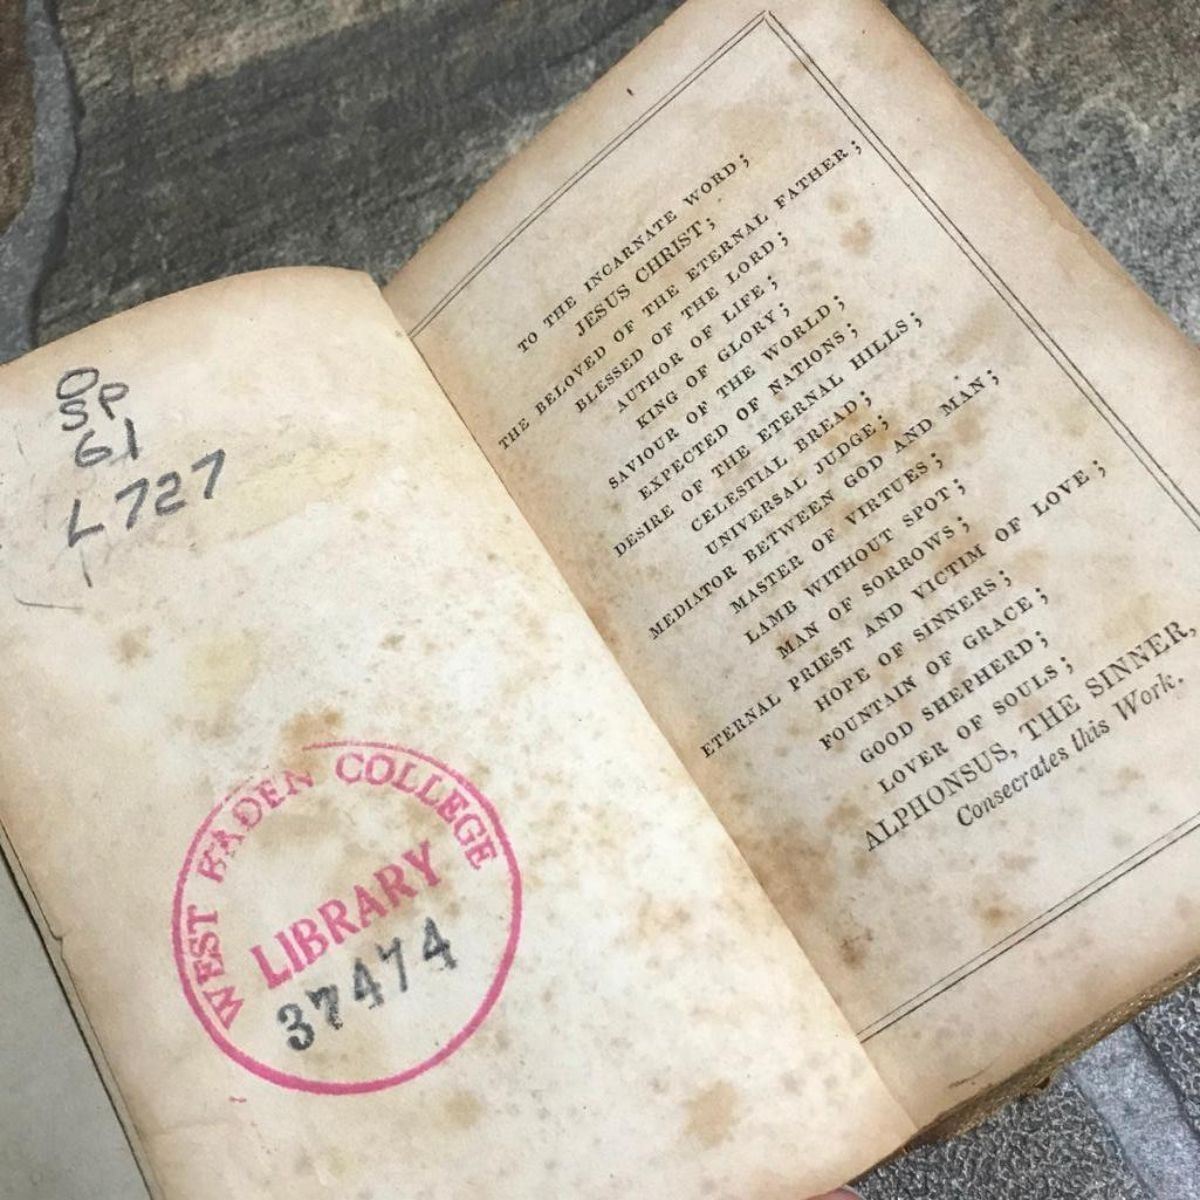 O
SP
61
L727
WEST BADEN COLLEGE
LIBRARY
37474
TO THE INCARNATE WORD;
JESUS CHRIST;
THE BELOVED OF THE ETERNAL FATHER;
BLESSED OF THE LORD;
AUTHOR OF LIFE;
KING OF GLORY;
SAVIOUR OF THE WORLD;
EXPECTED OF NATIONS;
DESIRE OF THE ETERNAL HILLS;
CELESTIAL BREAD;
UNIVERSAL JUDGE;
MEDIATOR BETWEEN GOD AND MAN;
MASTER OF VIRTUES;
LAMB WITHOUT SPOT;
MAN OF SORROWS;
ETERNAL PRIEST AND VICTIM OF LOVE;
HOPE OF SINNERS;
FOUNTAIN OF GRACE;
GOOD SHEPHERD;
LOVER OF SOULS;
ALPHONSUS, THE SINNER,
Consecrates this Work.